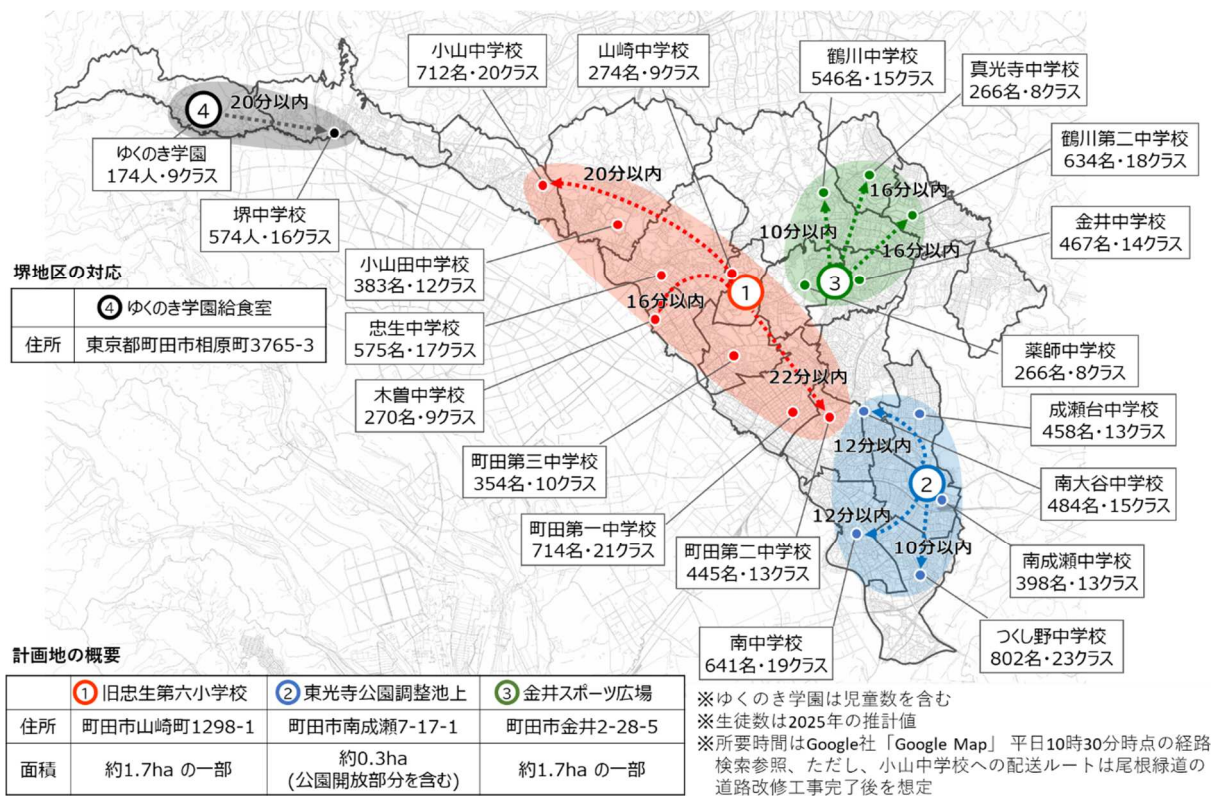 小山中学校
712名・20クラス
山崎中学校
274名・9クラス
鶴川中学校
546名・15クラス
真光寺中学校
266名・8クラス
鶴川第二中学校
634名・18クラス
金井中学校
467名・14クラス
④
20分以内
ゆくのき学園
174人・9クラス
堺中学校
574人・16クラス
20分以内
10分以内
16分以内
16分以内
③
小山田中学校
383名・12クラス
忠生中学校
575名・17クラス
木曽中学校
270名・9クラス
16分以内
①
22分以内
町田第三中学校
354名・10クラス
町田第一中学校
714名・21クラス
町田第二中学校
445名・13クラス
薬師中学校
266名・8クラス
成瀬台中学校
458名・13クラス
南大谷中学校
484名・15クラス
南成瀬中学校
398名・13クラス
つくし野中学校
802名・23クラス
南中学校
641名・19クラス
12分以内
②
12分以内
10分以内
堺地区の対応
④ ゆくのき学園給食室
住所 東京都町田市相原町3765-3
計画地の概要
① 旧忠生第六小学校 ② 東光寺公園調整池上 ③ 金井スポーツ広場
住所 町田市山崎町1298-1 町田市南成瀬7-17-1 町田市金井2-28-5
面積 約1.7ha の一部 約0.3ha 約1.7ha の一部
(公園開放部分を含む)
※ゆくのき学園は児童数を含む
※生徒数は2025年の推計値
※所要時間はGoogle社「Google Map」 平日10時30分時点の経路
検索参照、ただし、小山中学校への配送ルートは尾根緑道の
道路改修工事完了後を想定